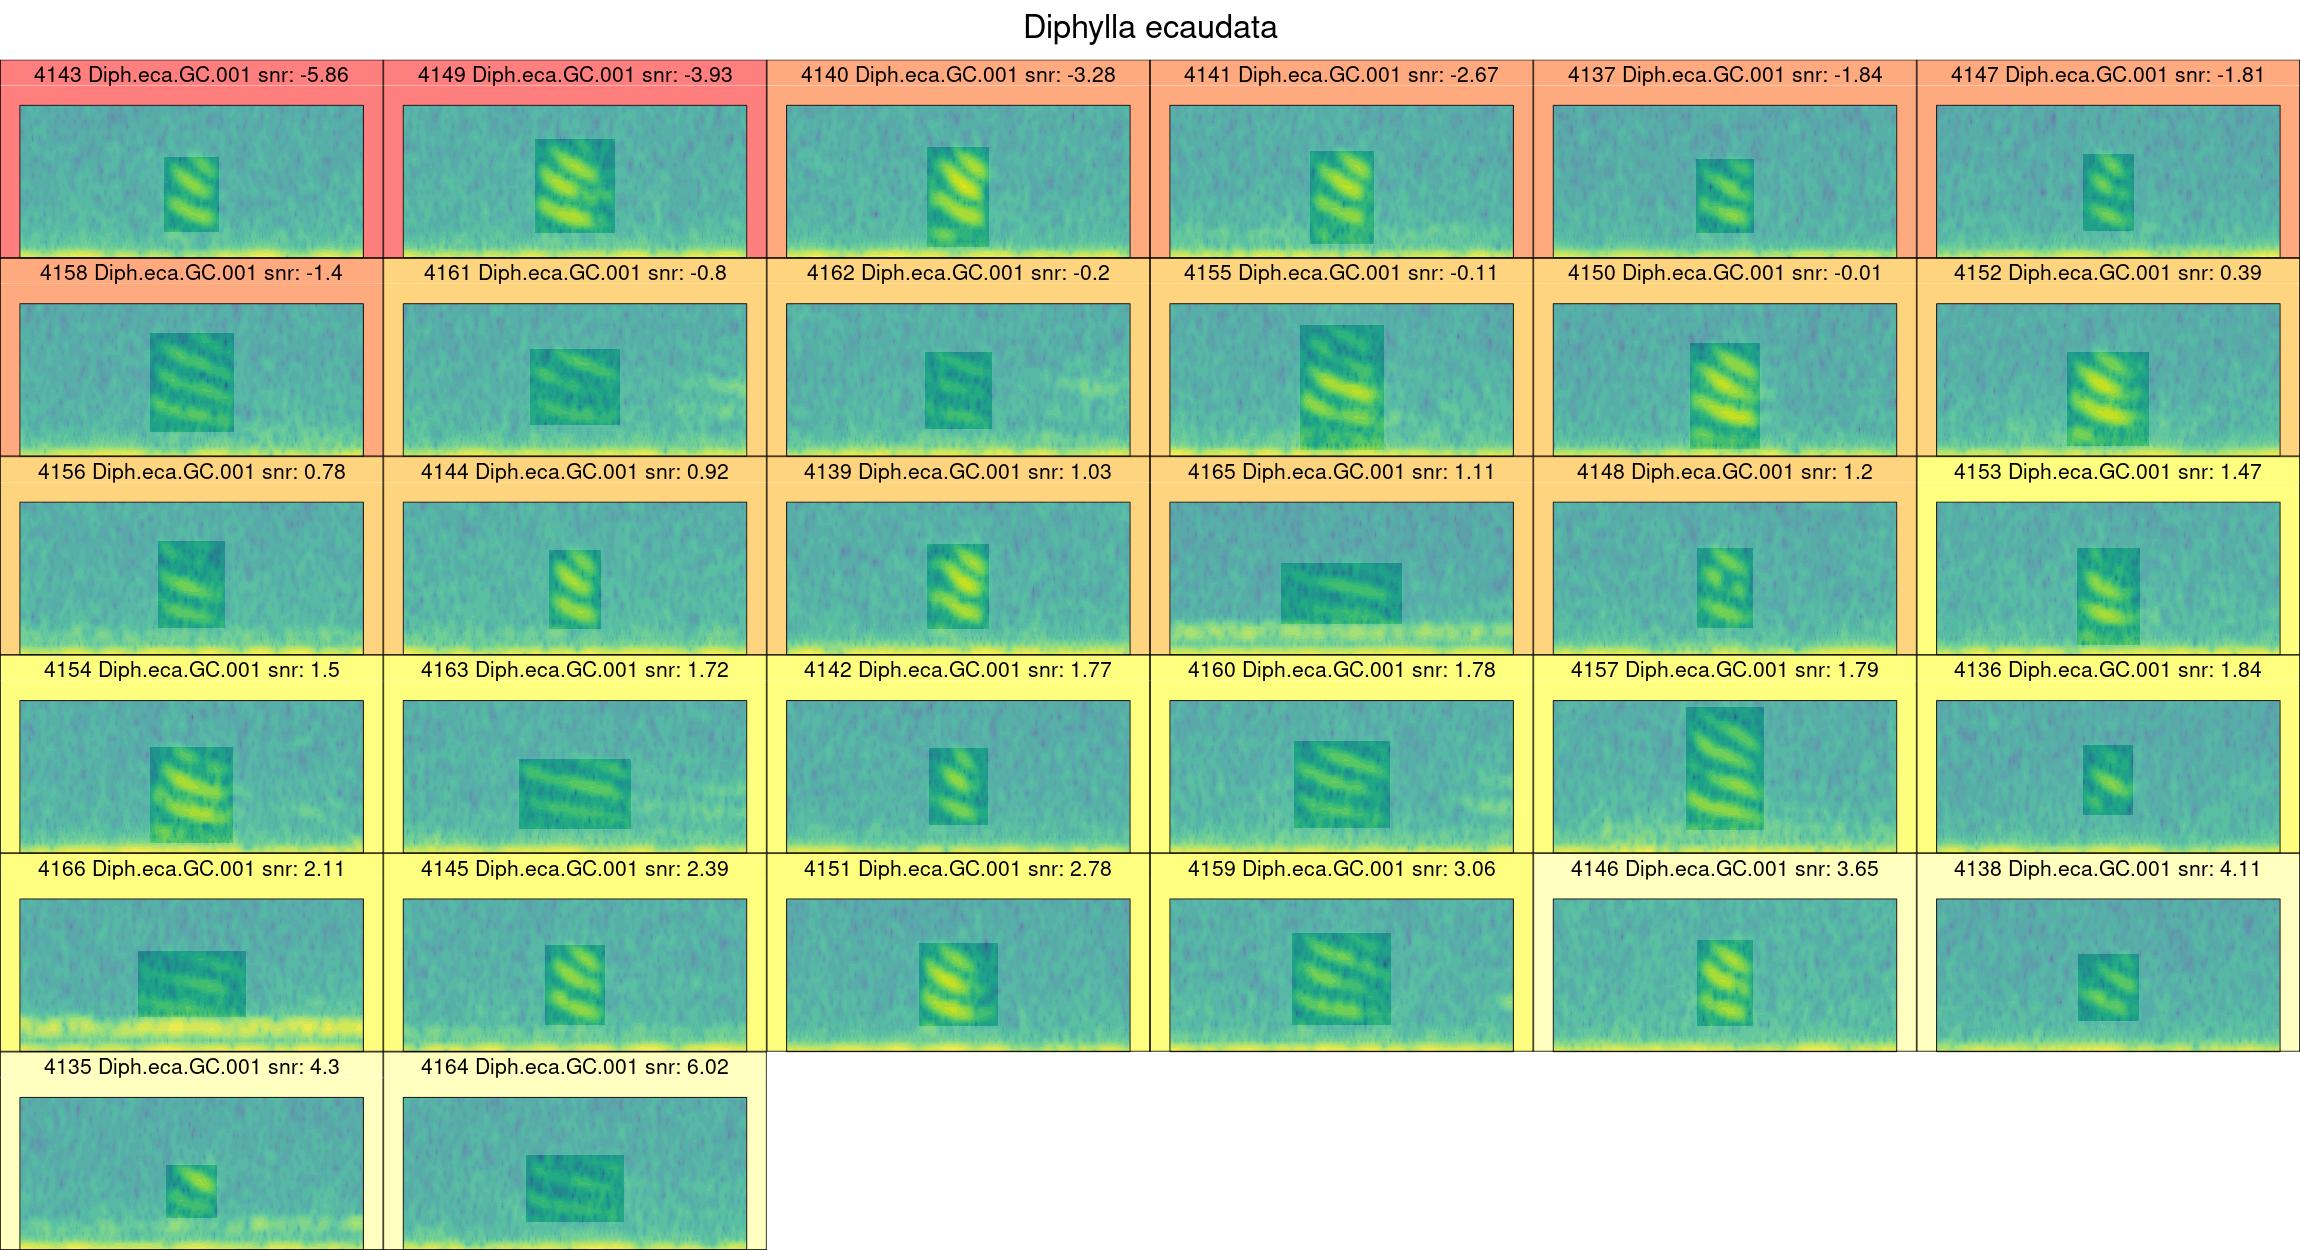 Diphylla ecaudata
4143 Diph.eca.GC.001 snr: -5.86
4149 Diph.eca.GC.001 snr: -3.93
4140 Diph.eca.GC.001 snr: -3.28
4141 Diph.eca.GC.001 snr: -2.67
4137 Diph.eca.GC.001 snr: -1.84
4147 Diph.eca.GC.001 snr: -1.81
4158 Diph.eca.GC.001 snr: -1.4
4161 Diph.eca.GC.001 snr: -0.8
4162 Diph.eca.GC.001 snr: -0.2
4155 Diph.eca.GC.001 snr: -0.11
4150 Diph.eca.GC.001 snr: -0.01
4152 Diph.eca.GC.001 snr: 0.39
4156 Diph.eca.GC.001 snr: 0.78
4144 Diph.eca.GC.001 snr: 0.92
4139 Diph.eca.GC.001 snr: 1.03
4165 Diph.eca.GC.001 snr: 1.11
4148 Diph.eca.GC.001 snr: 1.2
4153 Diph.eca.GC.001 snr: 1.47
4154 Diph.eca.GC.001 snr: 1.5
4163 Diph.eca.GC.001 snr: 1.72
4142 Diph.eca.GC.001 snr: 1.77
4160 Diph.eca.GC.001 snr: 1.78
4157 Diph.eca.GC.001 snr: 1.79
4136 Diph.eca.GC.001 snr: 1.84
4166 Diph.eca.GC.001 snr: 2.11
4145 Diph.eca.GC.001 snr: 2.39
4151 Diph.eca.GC.001 snr: 2.78
4159 Diph.eca.GC.001 snr: 3.06
4146 Diph.eca.GC.001 snr: 3.65
4138 Diph.eca.GC.001 snr: 4.11
4135 Diph.eca.GC.001 snr: 4.3
4164 Diph.eca.GC.001 snr: 6.02